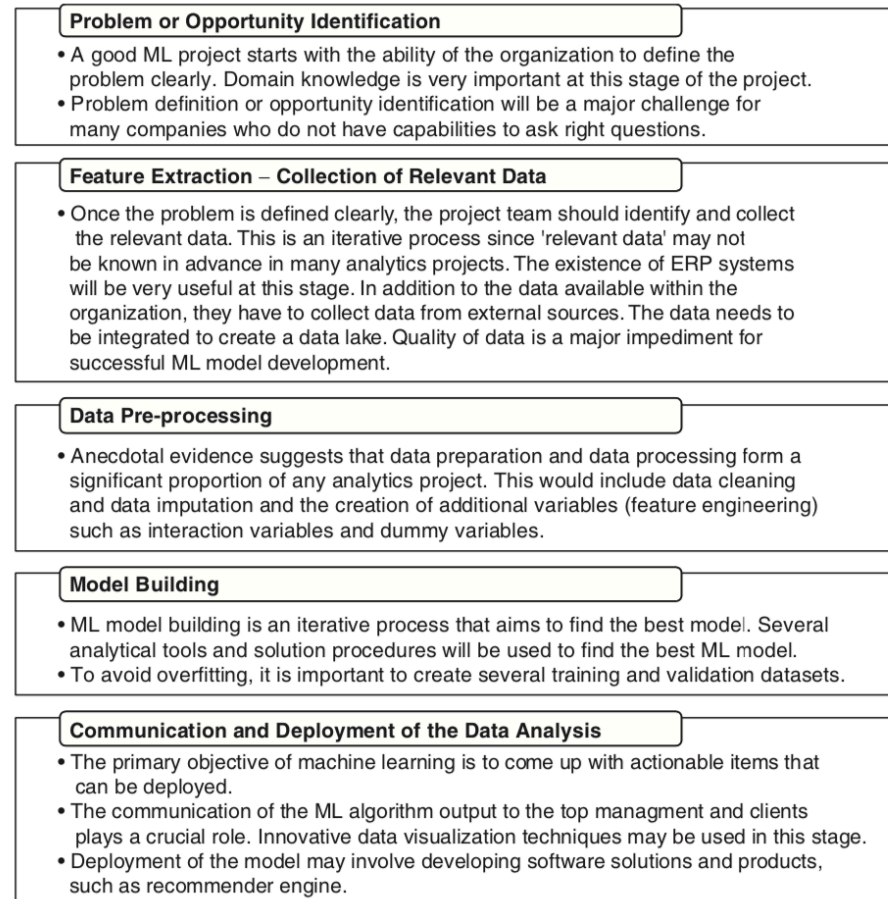 Problem or Opportunity Identification
• A good ML project starts with the ability of the organization to define the
problem clearly. Domain knowledge is very important at this stage of the project.
• Problem definition or opportunity identification will be a major challenge for
many companies who do not have capabilities to ask right questions.
Feature Extraction – Collection of Relevant Data
• Once the problem is defined clearly, the project team should identify and collect
the relevant data. This is an iterative process since 'relevant data' may not
be known in advance in many analytics projects. The existence of ERP systems
will be very useful at this stage. In addition to the data available within the
organization, they have to collect data from external sources. The data needs to
be integrated to create a data lake. Quality of data is a major impediment for
successful ML model development.
Data Pre-processing
• Anecdotal evidence suggests that data preparation and data processing form a
significant proportion of any analytics project. This would include data cleaning
and data imputation and the creation of additional variables (feature engineering)
such as interaction variables and dummy variables.
Model Building
• ML model building is an iterative process that aims to find the best model. Several
analytical tools and solution procedures will be used to find the best ML model.
• To avoid overfitting, it is important to create several training and validation datasets.
Communication and Deployment of the Data Analysis
• The primary objective of machine learning is to come up with actionable items that
can be deployed.
• The communication of the ML algorithm output to the top managment and clients
plays a crucial role. Innovative data visualization techniques may be used in this stage.
• Deployment of the model may involve developing software solutions and products,
such as recommender engine.